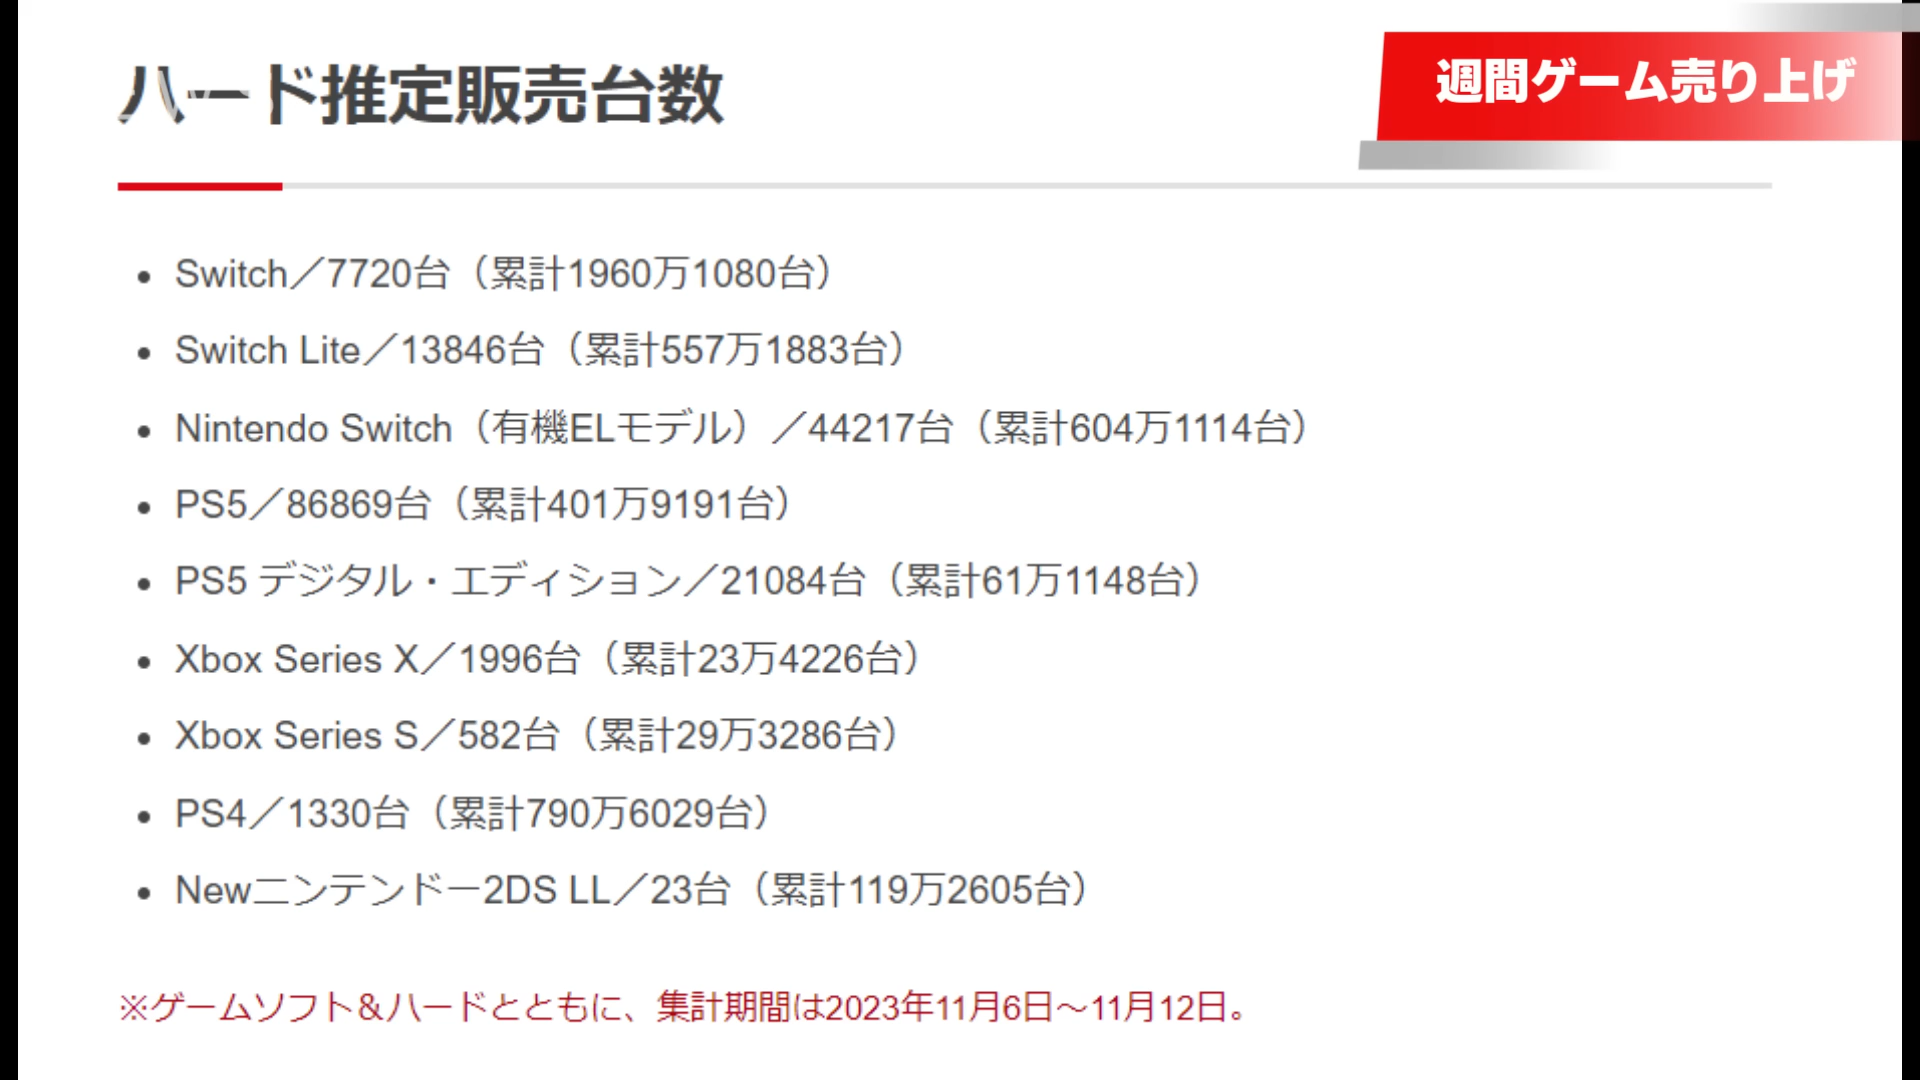 ハード推定販売台数
週間ゲーム売り上げ
Switch／7720台（累計1960万1080台）
Switch Lite／13846台（累計557万1883台）
Nintendo Switch（有機ELモデル）／44217台（累計604万1114台）
PS5／86869台（累計401万9191台）
PS5 デジタル・エディション／21084台（累計61万1148台）
Xbox Series X／1996台（累計23万4226台）
Xbox Series S／582台（累計29万3286台）
PS4／1330台（累計790万6029台）
Newニンテンドー2DS LL／23台（累計119万2605台）
※ゲームソフト＆ハードとともに、集計期間は2023年11月6日～11月12日。